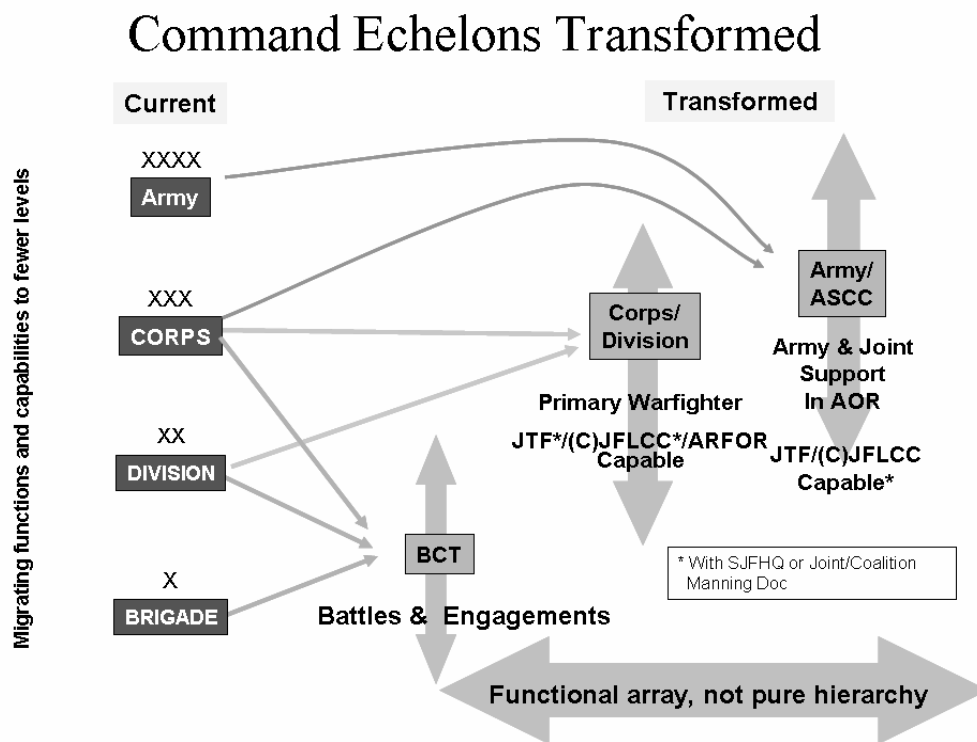 Command Echelons Transformed
Current
Transformed
Migrating functions and capabilities to fewer levels
XXXX
Army
XXX
CORPS
XX
DIVISION
X
BRIGADE
BCT
Battles & Engagements
Corps/
Division
Primary Warfighter
JTF*/(C)JFLCC*/ARFOR
Capable
Army/
ASCC
Army & Joint
Support
In AOR
JTF/(C)JFLCC
Capable*
* With SJFHQ or Joint/Coalition
Manning Doc
Functional array, not pure hierarchy